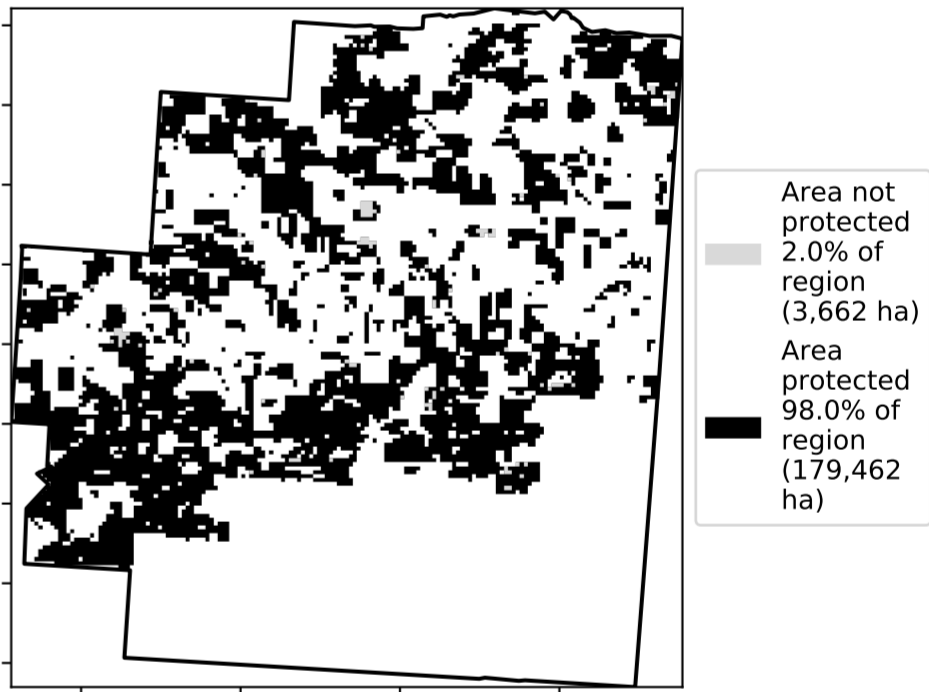 Area not
protected
2.0% of
region
(3,662 ha)
Area
protected
98.0% of
region
(179,462
ha)